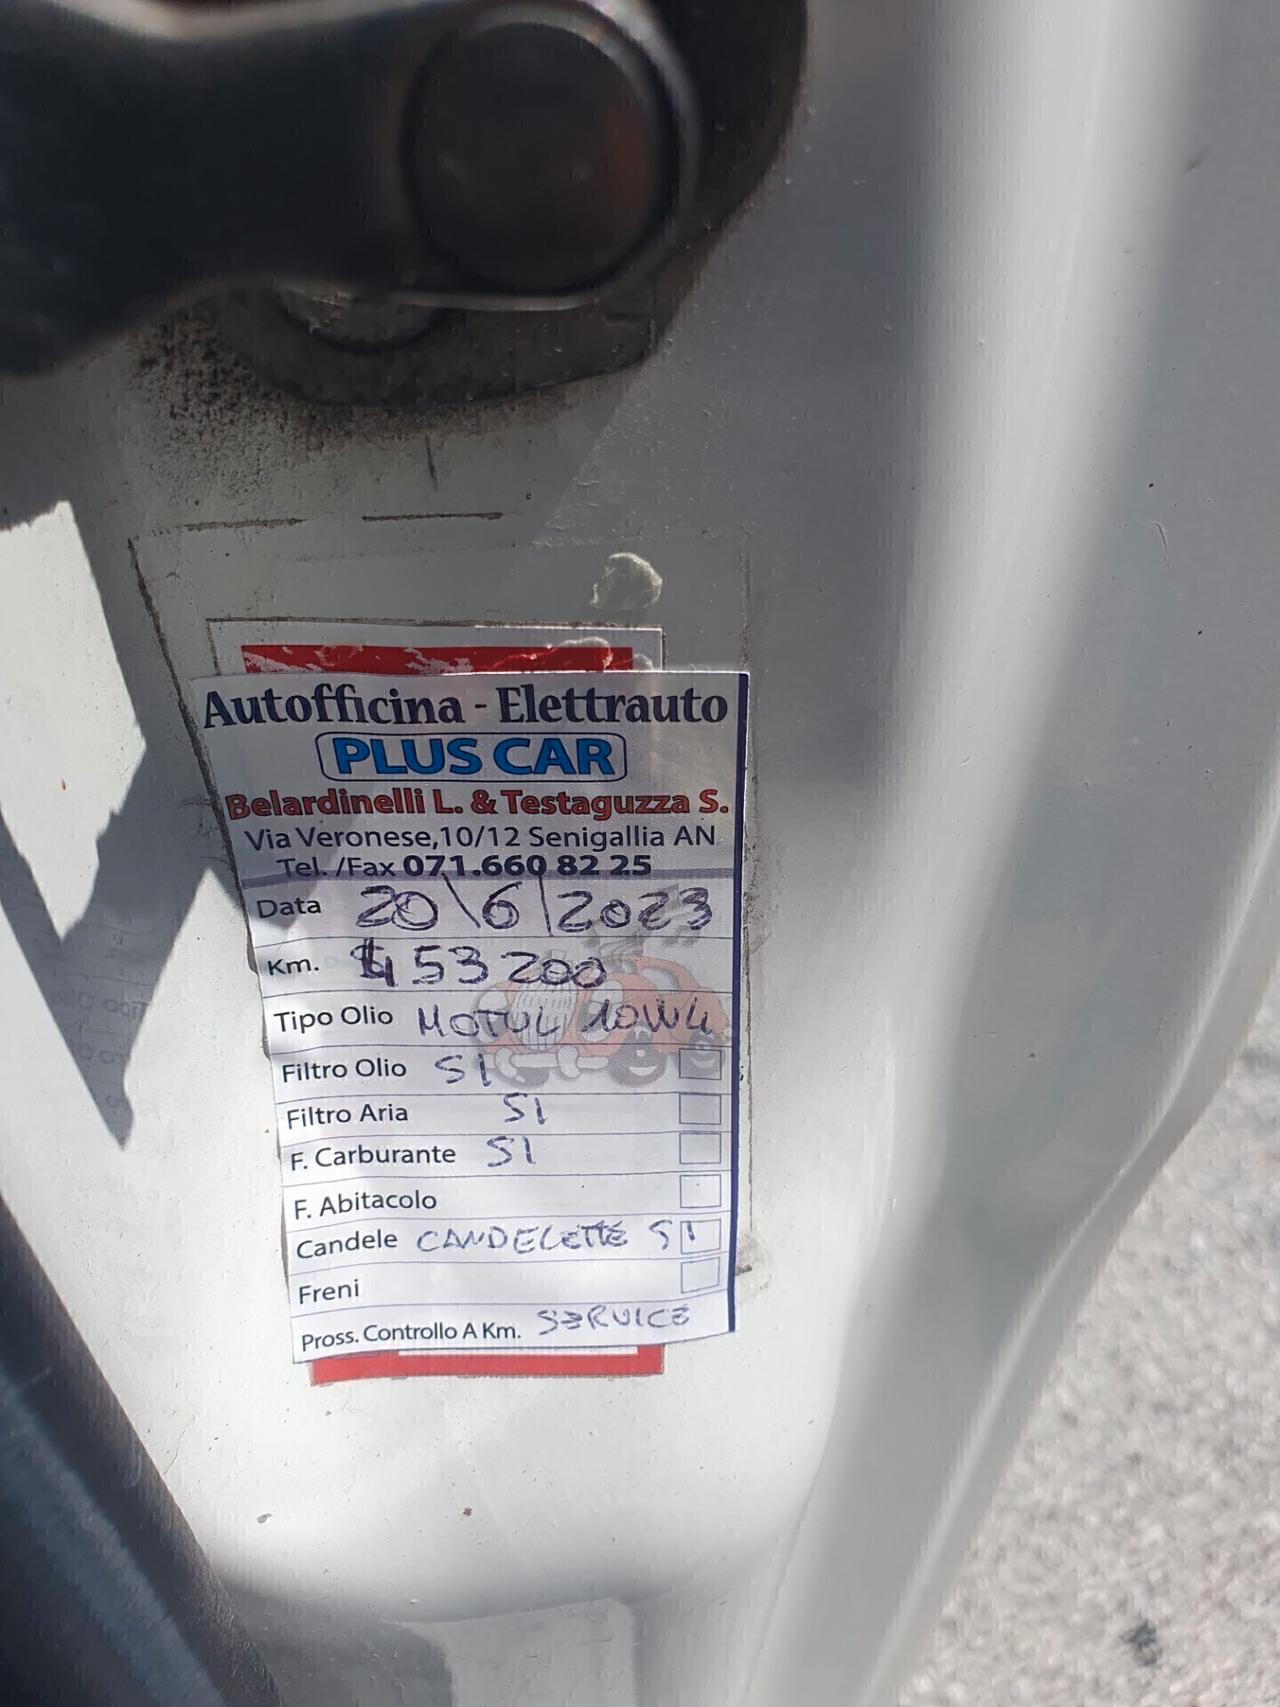 Autofficina - Elettrauto
PLUS CAR
Belardinelli L. & Testaguzza S.
Via Veronese,10/12 Senigallia AN
Tel. /Fax 071.660 82 25
Data 20\6/2023
Km. 453200
Tipo Olio MOTUL 10W4
Filtro Olio SI
Filtro Aria SI
F. Carburante SI
F. Abitacolo
Candele CANDELETTE SI
Freni
Pross. Controllo A Km. SERVICE